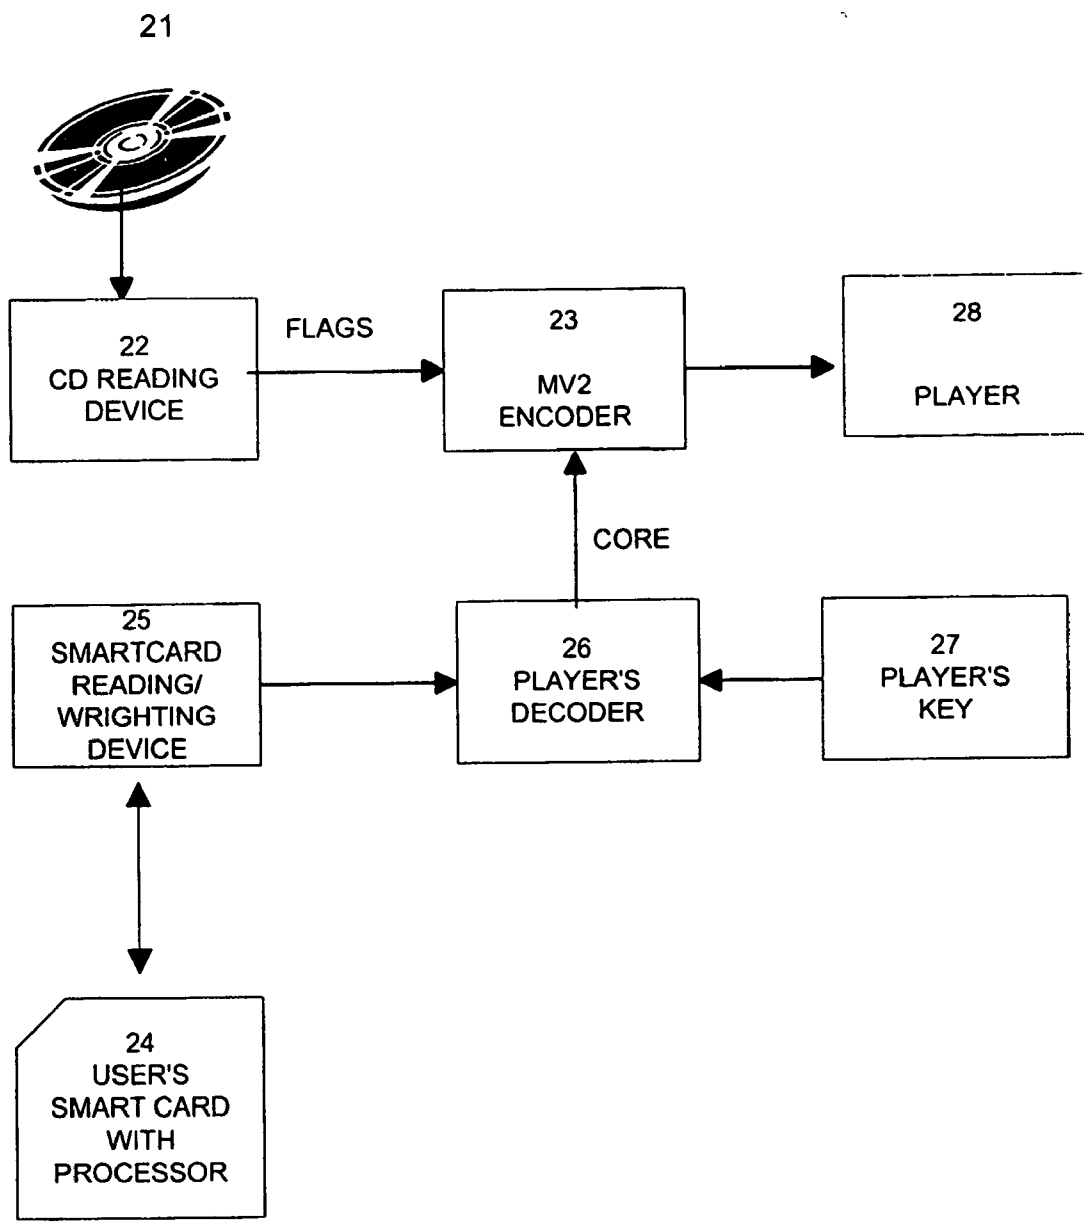 21
22
CD READING
DEVICE
FLAGS
23
MV2
ENCODER
28
PLAYER
CORE
25
SMARTCARD
READING/
WRIGHTING
DEVICE
26
PLAYER'S
DECODER
27
PLAYER'S
KEY
24
USER'S
SMART CARD
WITH
PROCESSOR